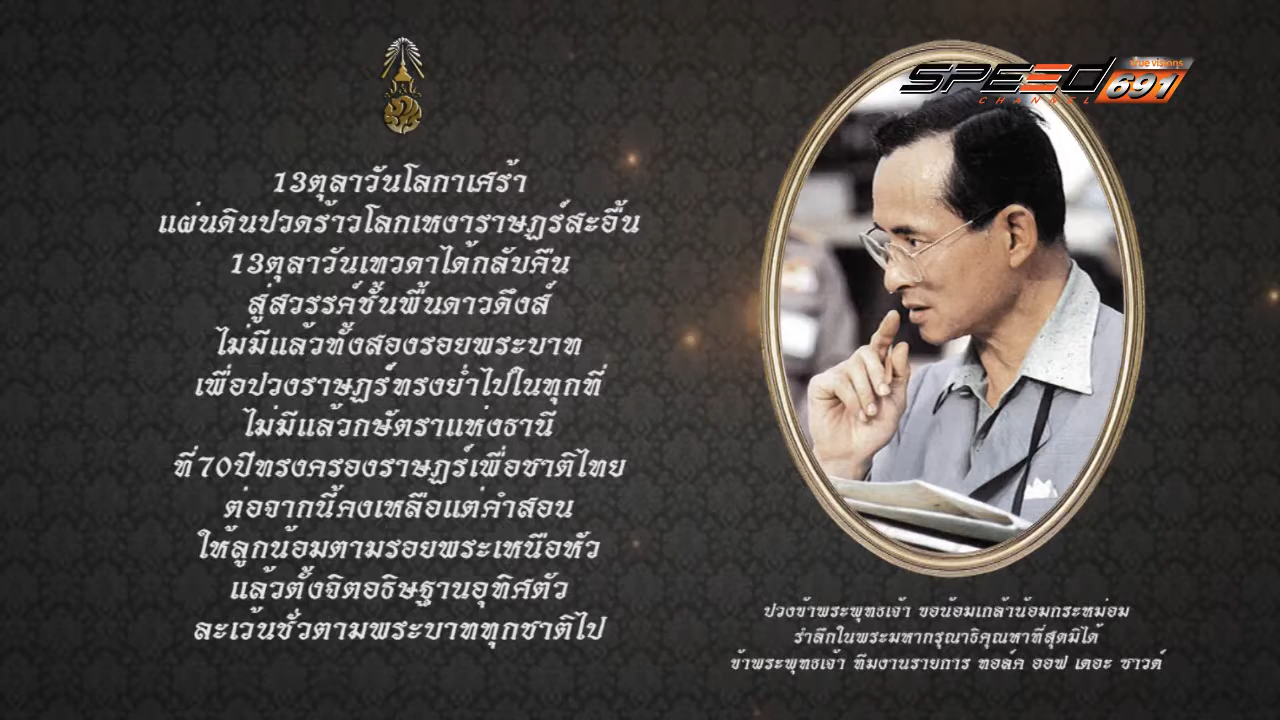 13ตุลาวันโลกาเศร้า
แผ่นดินปวดร้าวโลกเหงาราษฏร์สะอื้น
13ตุลาวันเทวดาได้กลับคืน
สู่สวรรค์ชั้นพื้นดาวดึงส์
ไม่มีแล้วทั้งสองรอยพระบาท
เพื่อปวงราษฏร์ทรงย่ำไปในทุกที่
ไม่มีแล้วกษัตราแห่งธานี
ที่70ปีทรงครองราษฏร์เพื่อชาติไทย
ต่อจากนี้คงเหลือแต่คำสอน
ให้ลูกน้อมตามรอยพระเหนือหัว
แล้วตั้งจิตอธิษฐานอุทิศตัว
ละเว้นชั่วตามพระบาททุกชาติไป
SPEED
CHANNEL
true visions
691
ปวงข้าพระพุทธเจ้า ขอน้อมเกล้าน้อมกระหม่อม
รำลึกในพระมหากรุณาธิคุณหาที่สุดมิได้
ข้าพระพุทธเจ้า ทีมงานรายการ ทอล์ค ออฟ เดอะ ซาวด์